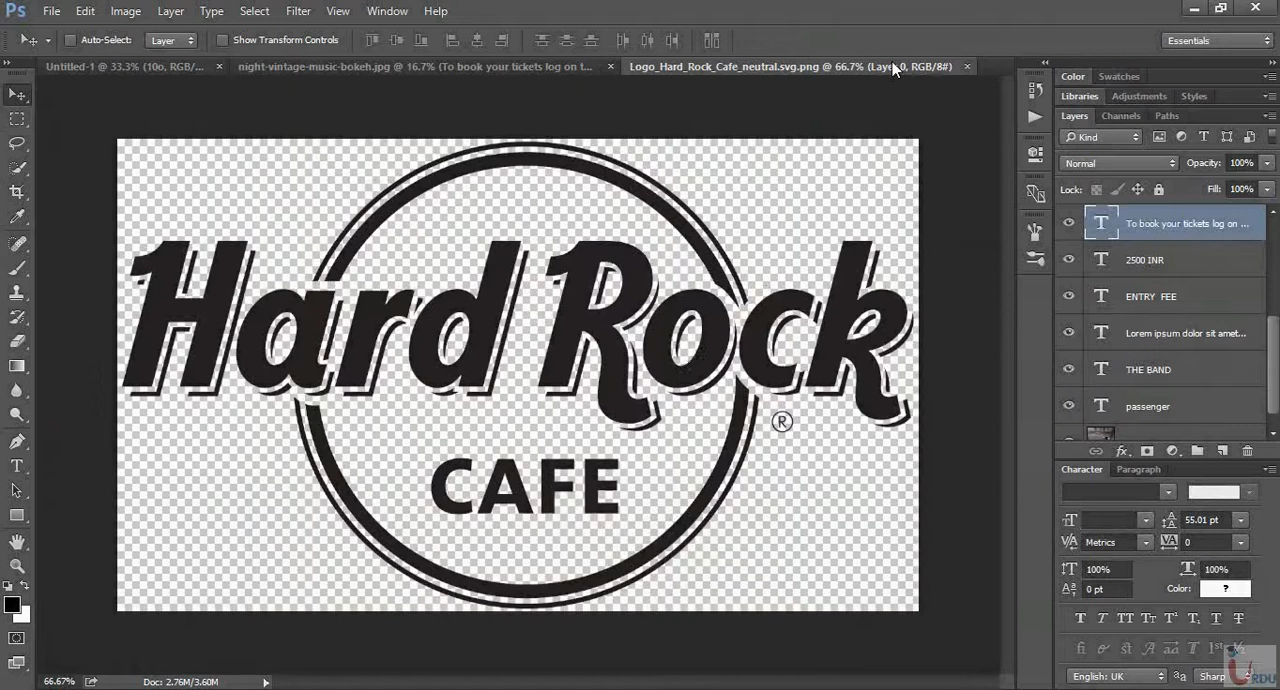 Ps File Edit Image Layer Type Select Filter View Window Help
Auto-Select: Layer Show Transform Controls Essentials
Untitled-1 @ 33.3% (10o, RGB/... × night-vintage-music-bokeh.jpg @ 16.7% (To book your tickets log on t... × Logo_Hard_Rock_Cafe_neutral.svg.png @ 66.7% (Layer 0, RGB/8#) ×
Color Swatches
Libraries Adjustments Styles
Layers Channels Paths
Kind
Normal Opacity: 100%
Lock: Fill: 100%
To book your tickets log on ...
2500 INR
ENTRY FEE
Lorem ipsum dolor sit amet...
THE BAND
passenger
Hard Rock
®
CAFE
Character Paragraph
55.01 pt
Metrics 0
100% 100%
0 pt Color: ?
English: UK Sharp
URDU
66.67% Doc: 2.76M/3.60M